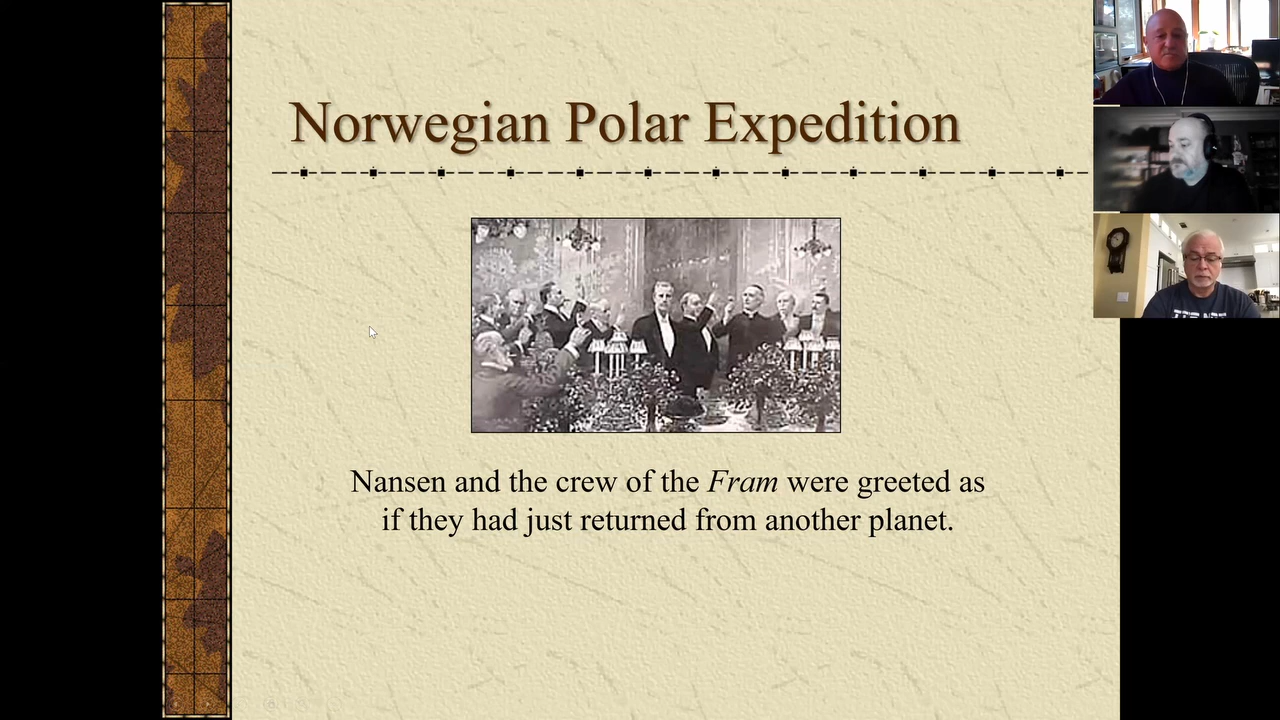 Norwegian Polar Expedition
Nansen and the crew of the Fram were greeted as
if they had just returned from another planet.